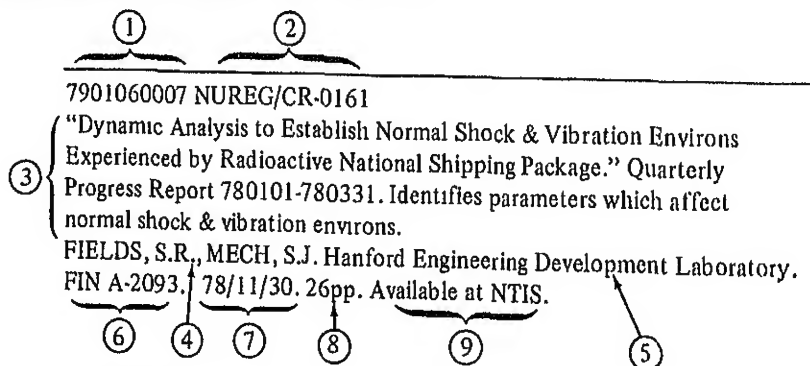 ① ②
7901060007 NUREG/CR-0161
“Dynamic Analysis to Establish Normal Shock & Vibration Environs
Experienced by Radioactive National Shipping Package.” Quarterly
③ Progress Report 780101-780331. Identifies parameters which affect
normal shock & vibration environs.
FIELDS, S.R., MECH, S.J. Hanford Engineering Development Laboratory.
FIN A-2093. 78/11/30. 26pp. Available at NTIS.
⑥ ④ ⑦ ⑧ ⑨ ⑤